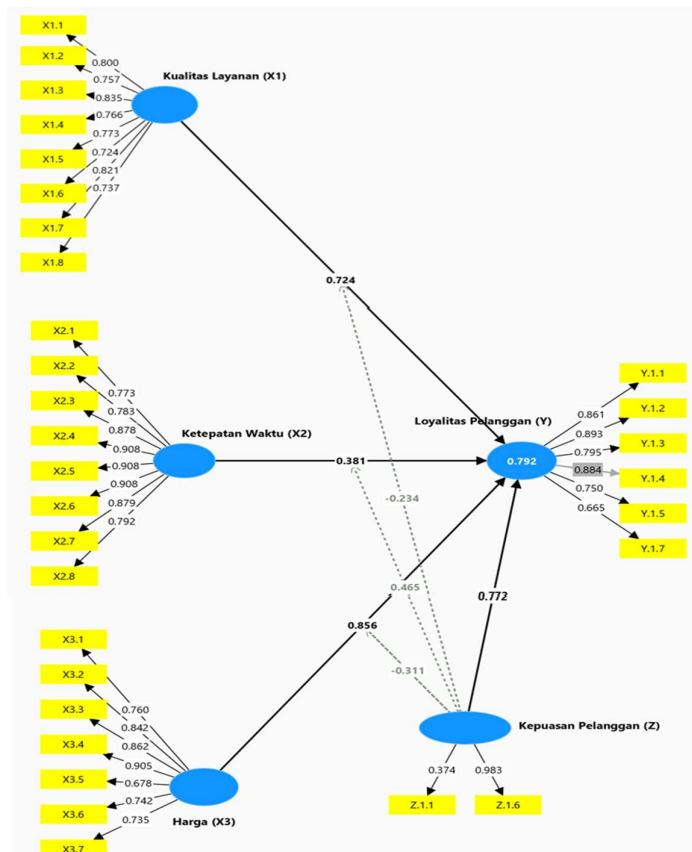 X1.1
X1.2
X1.3
X1.4
X1.5
X1.6
X1.7
X1.8
0.800
0.757
0.835
0.766
0.773
0.724
0.821
0.737
Kualitas Layanan (X1)
0.724
X2.1
X2.2
X2.3
X2.4
X2.5
X2.6
X2.7
X2.8
0.773
0.783
0.878
0.908
0.908
0.908
0.879
0.792
Ketepatan Waktu (X2)
0.381
-0.234
0.465
0.856
-0.311
Loyalitas Pelanggan (Y)
0.792
0.861
0.893
0.795
0.884
0.750
0.665
Y.1.1
Y.1.2
Y.1.3
Y.1.4
Y.1.5
Y.1.7
0.772
X3.1
X3.2
X3.3
X3.4
X3.5
X3.6
X3.7
0.760
0.842
0.862
0.905
0.678
0.742
0.735
Harga (X3)
Kepuasan Pelanggan (Z)
0.374
0.983
Z.1.1
Z.1.6